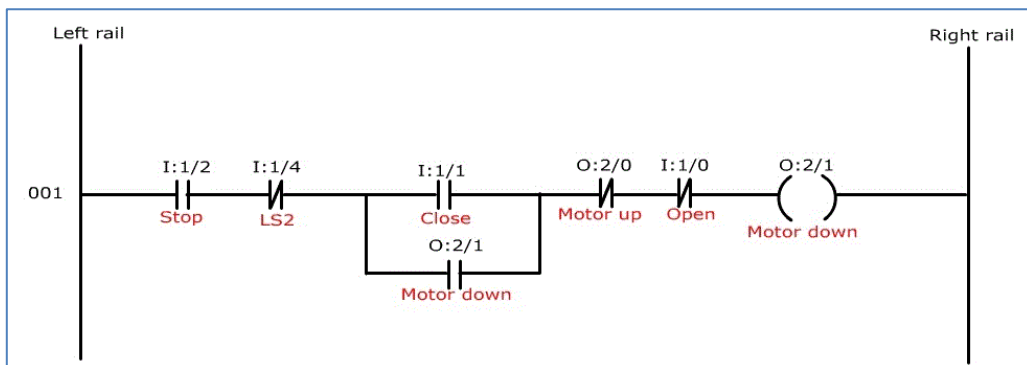 Left rail
Right rail
I:1/2 I:1/4 I:1/1 O:2/0 I:1/0 O:2/1
001
Stop LS2 Close Motor up Open Motor down
O:2/1
Motor down